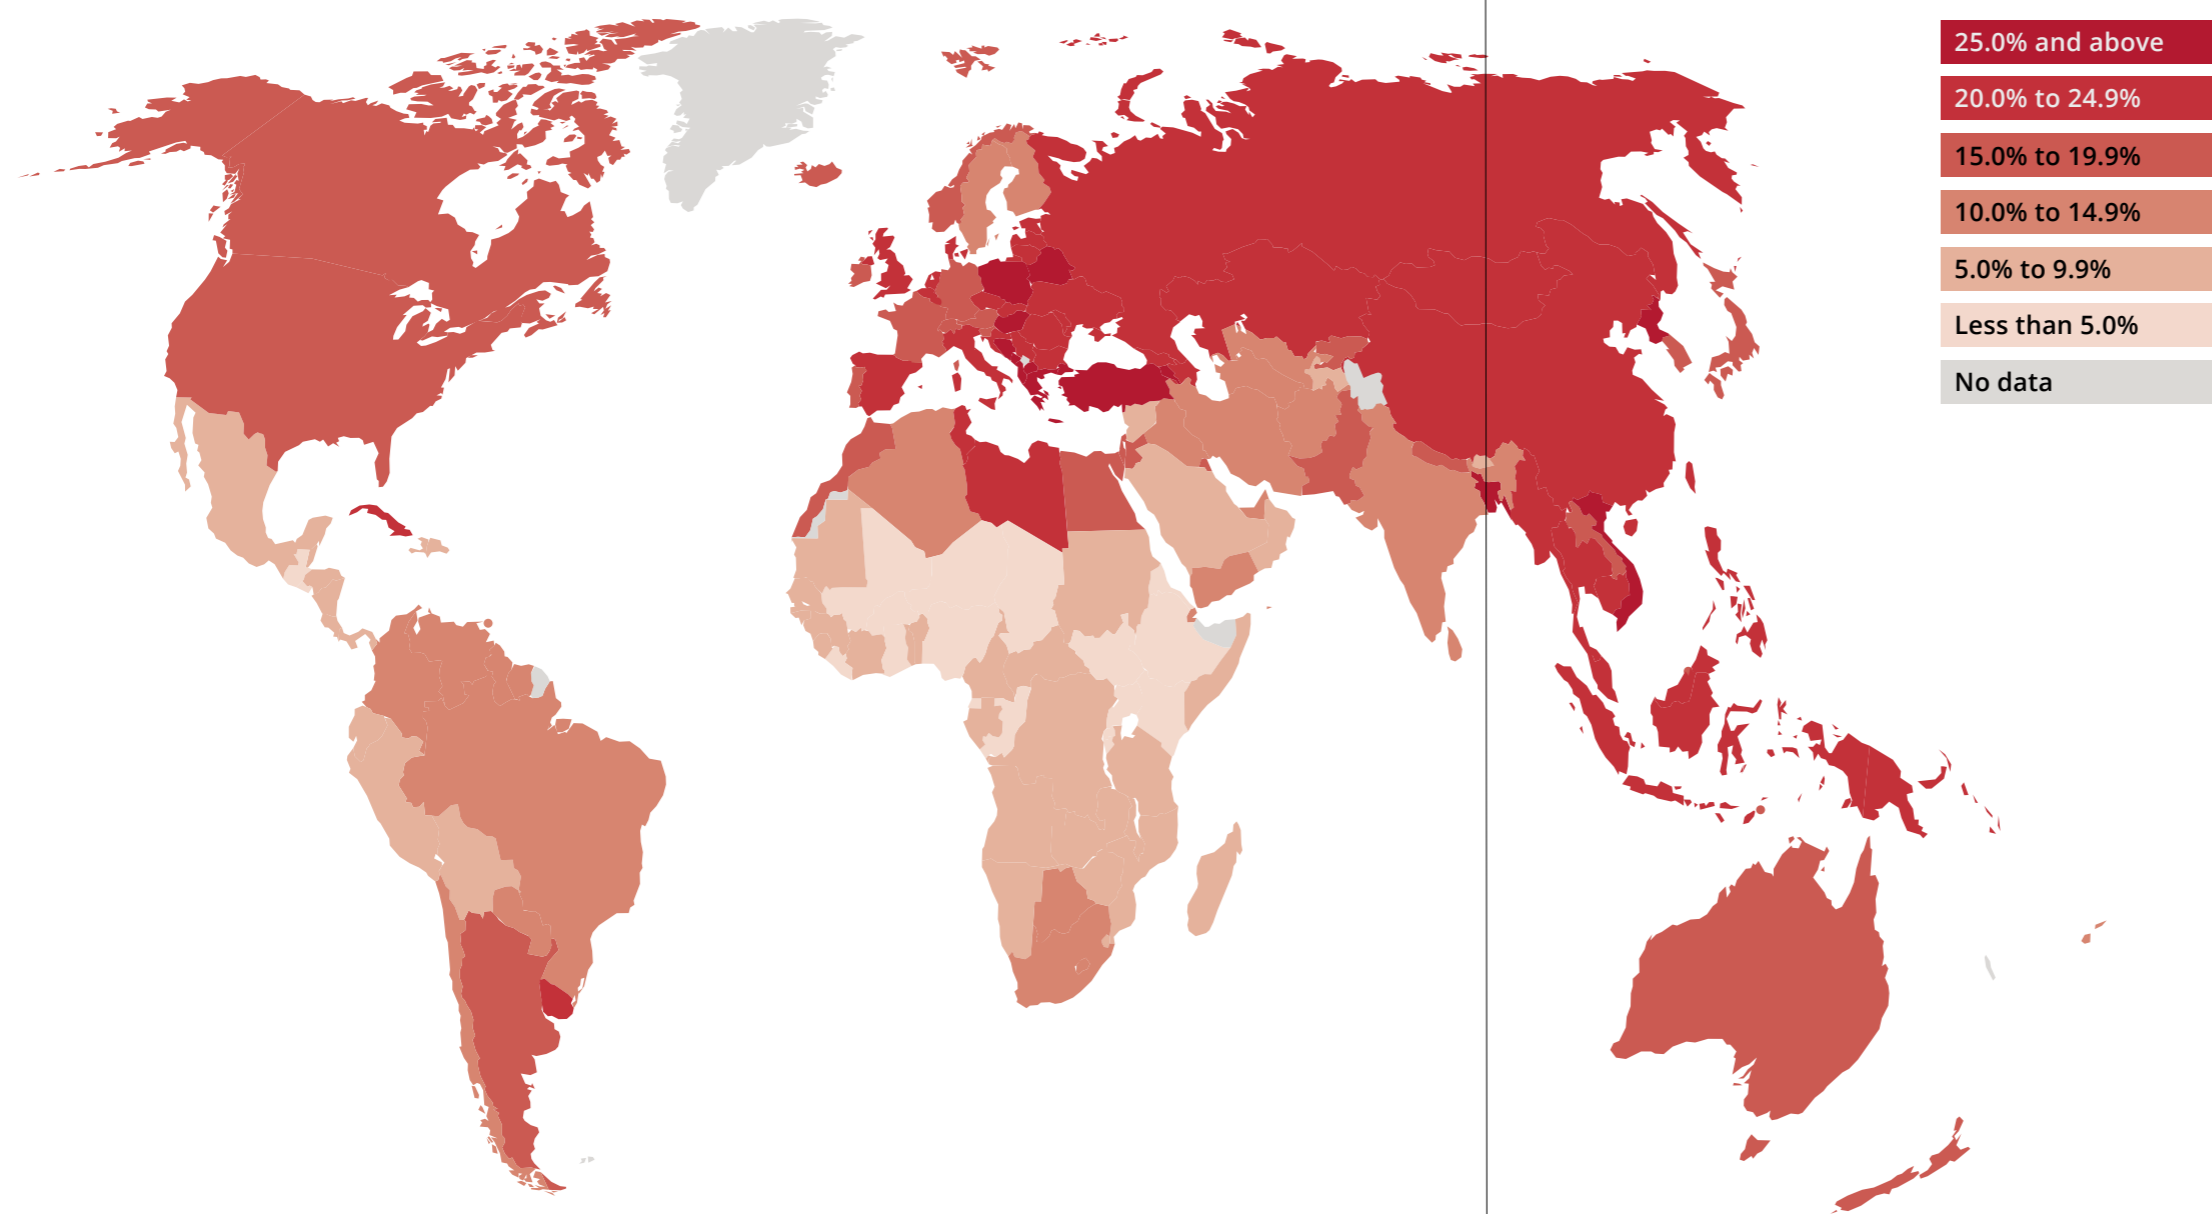 25.0% and above
20.0% to 24.9%
15.0% to 19.9%
10.0% to 14.9%
5.0% to 9.9%
Less than 5.0%
No data